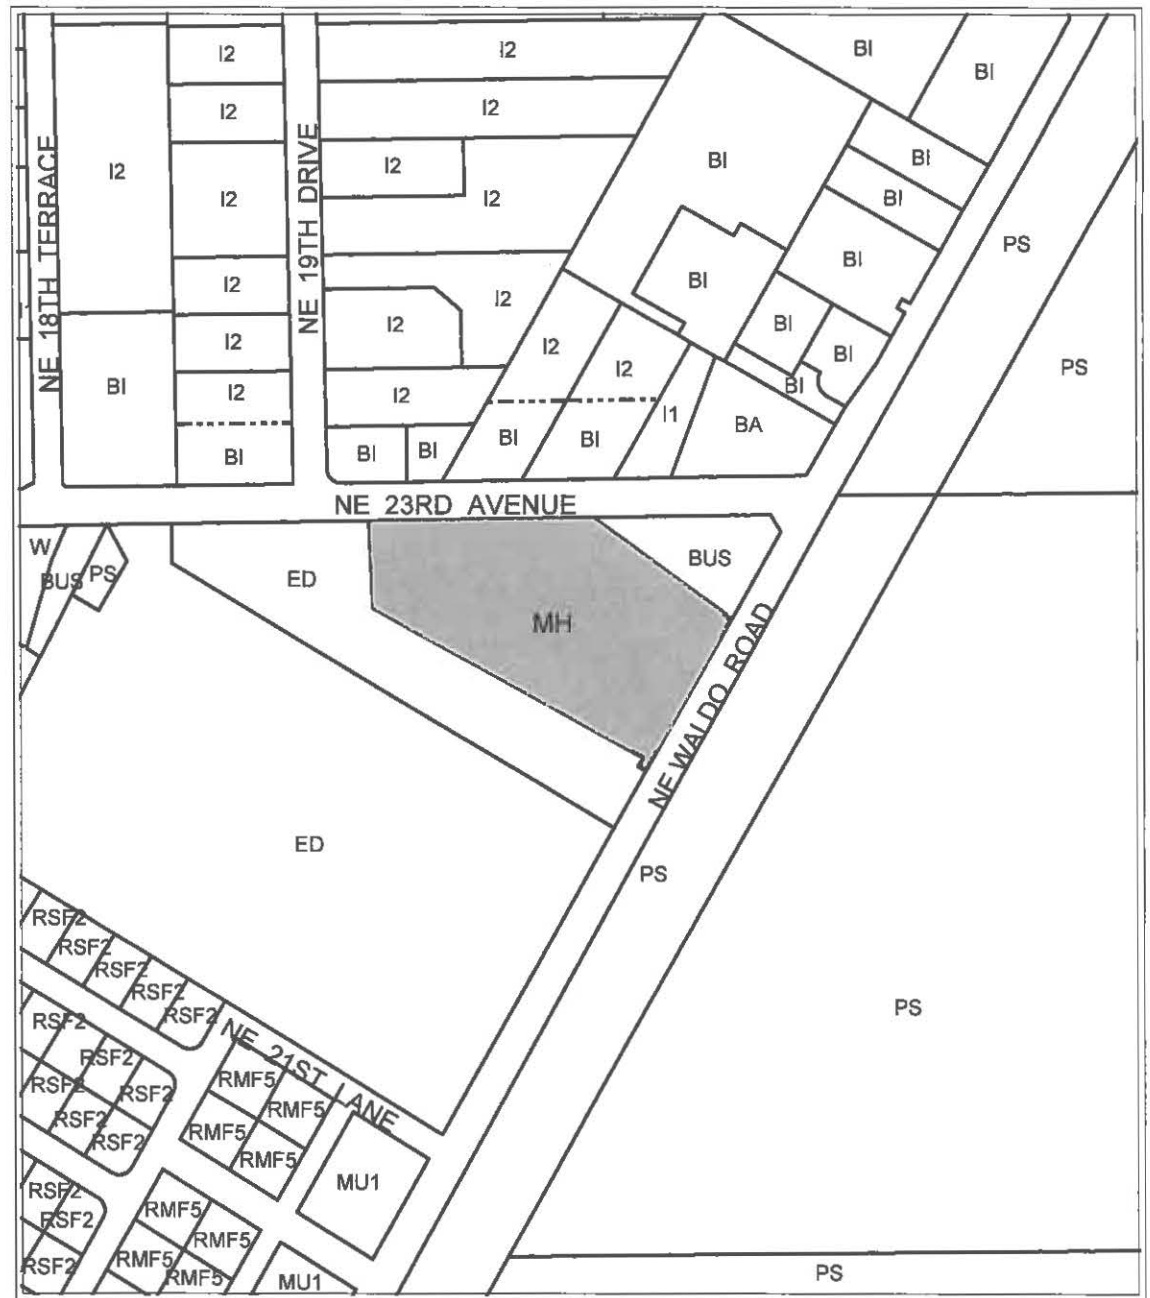 I2
I2
BI
BI
I2
I2
NE 18TH TERRACE
I2
I2
NE 19TH DRIVE
I2
I2
BI
BI
BI
I2
BI
BI
PS
I2
I2
I2
BI
BI
I2
I2
I2
BI
PS
BI
I2
I2
I1
BI
BA
BI
BI
BI
BI
BI
NE 23RD AVENUE
W
BUS
PS
ED
BUS
MH
NE WALDO ROAD
ED
PS
RSF2
RSF2
RSF2
RSF2
RSF2
PS
RSF2
NE 21ST LANE
RSF2
RMF5
RSF2
RSF2
RMF5
RSF2
RMF5
RSF2
RMF5
MU1
RSF2
RMF5
RSF2
RMF5
RMF5
RSF2
RMF5
MU1
PS